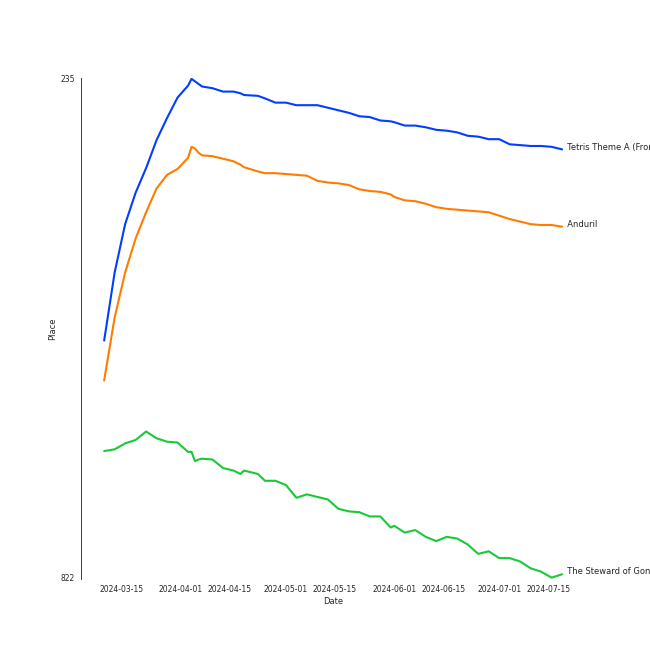 235
Tetris Theme A (From
Anduril
Place
The Steward of Gon
822
2024-03-15 2024-04-01 2024-04-15 2024-05-01 2024-05-15 2024-06-01 2024-06-15 2024-07-01 2024-07-15
Date